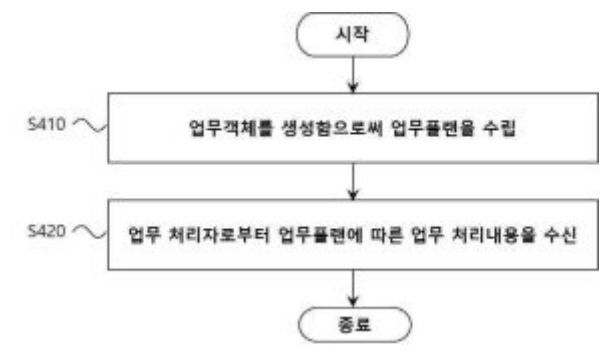 시작
S410
업무객체를 생성함으로써 업무플랜을 수립
S420
업무 처리자로부터 업무플랜에 따른 업무 처리내용을 수신
종료